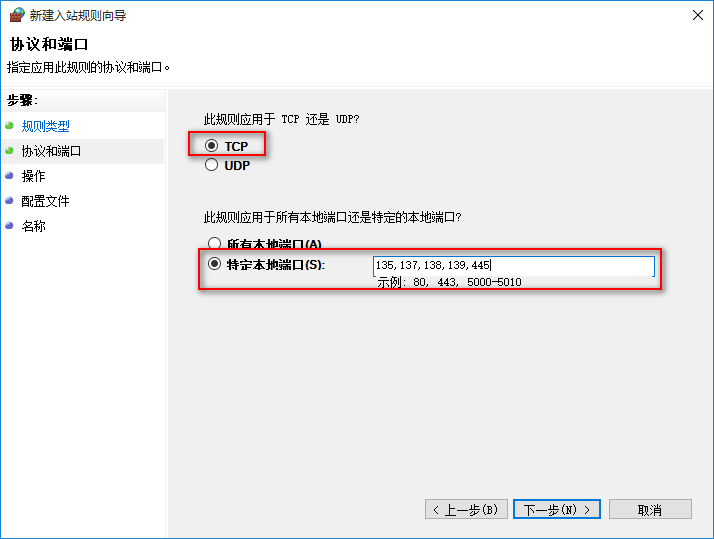 新建入站规则向导
协议和端口
指定应用此规则的协议和端口。
步骤:
规则类型
协议和端口
操作
配置文件
名称
此规则应用于 TCP 还是 UDP?
TCP
UDP
此规则应用于所有本地端口还是特定的本地端口?
所有本地端口(A)
特定本地端口(S):
135,137,138,139,445
示例: 80, 443, 5000-5010
< 上一步(B)
下一步(N) >
取消